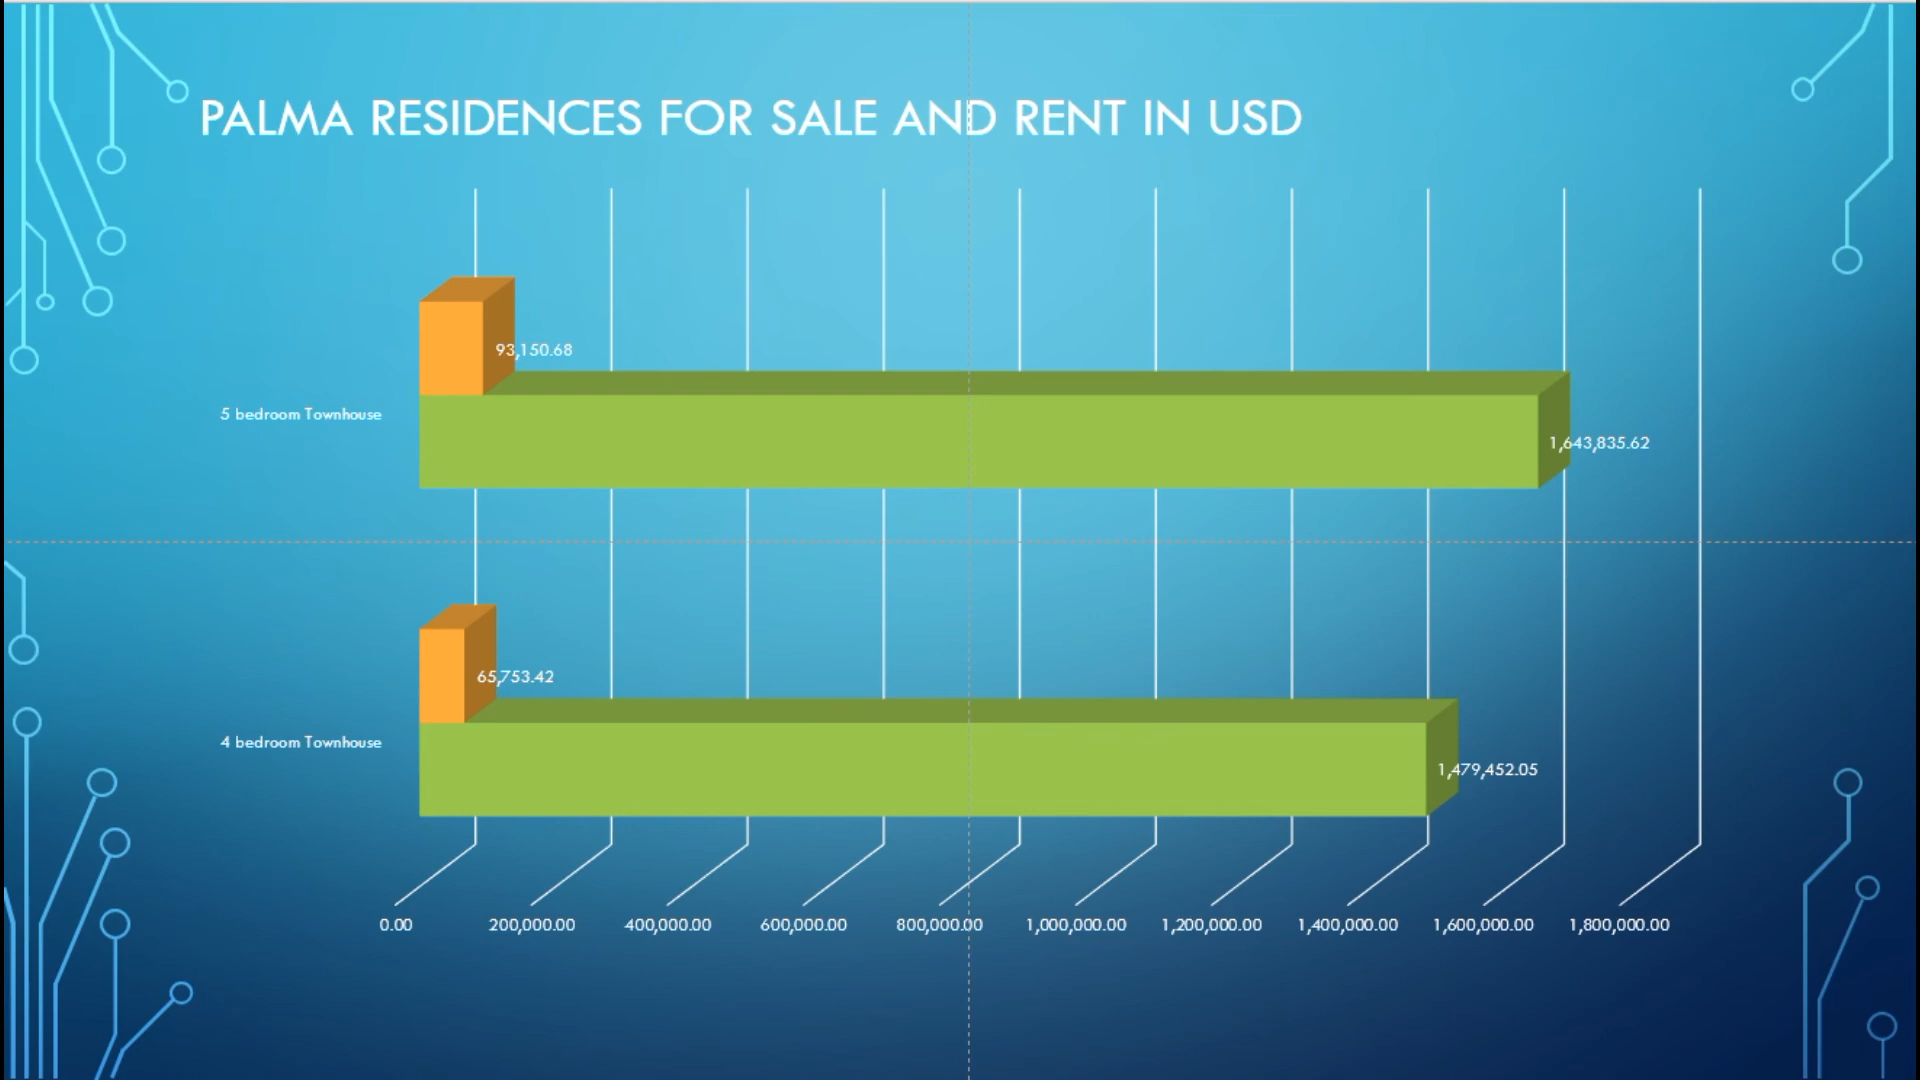 PALMA RESIDENCES FOR SALE AND RENT IN USD
93,150.68
5 bedroom Townhouse
1,643,835.62
65,753.42
4 bedroom Townhouse
1,479,452.05
0.00 200,000.00 400,000.00 600,000.00 800,000.00 1,000,000.00 1,200,000.00 1,400,000.00 1,600,000.00 1,800,000.00